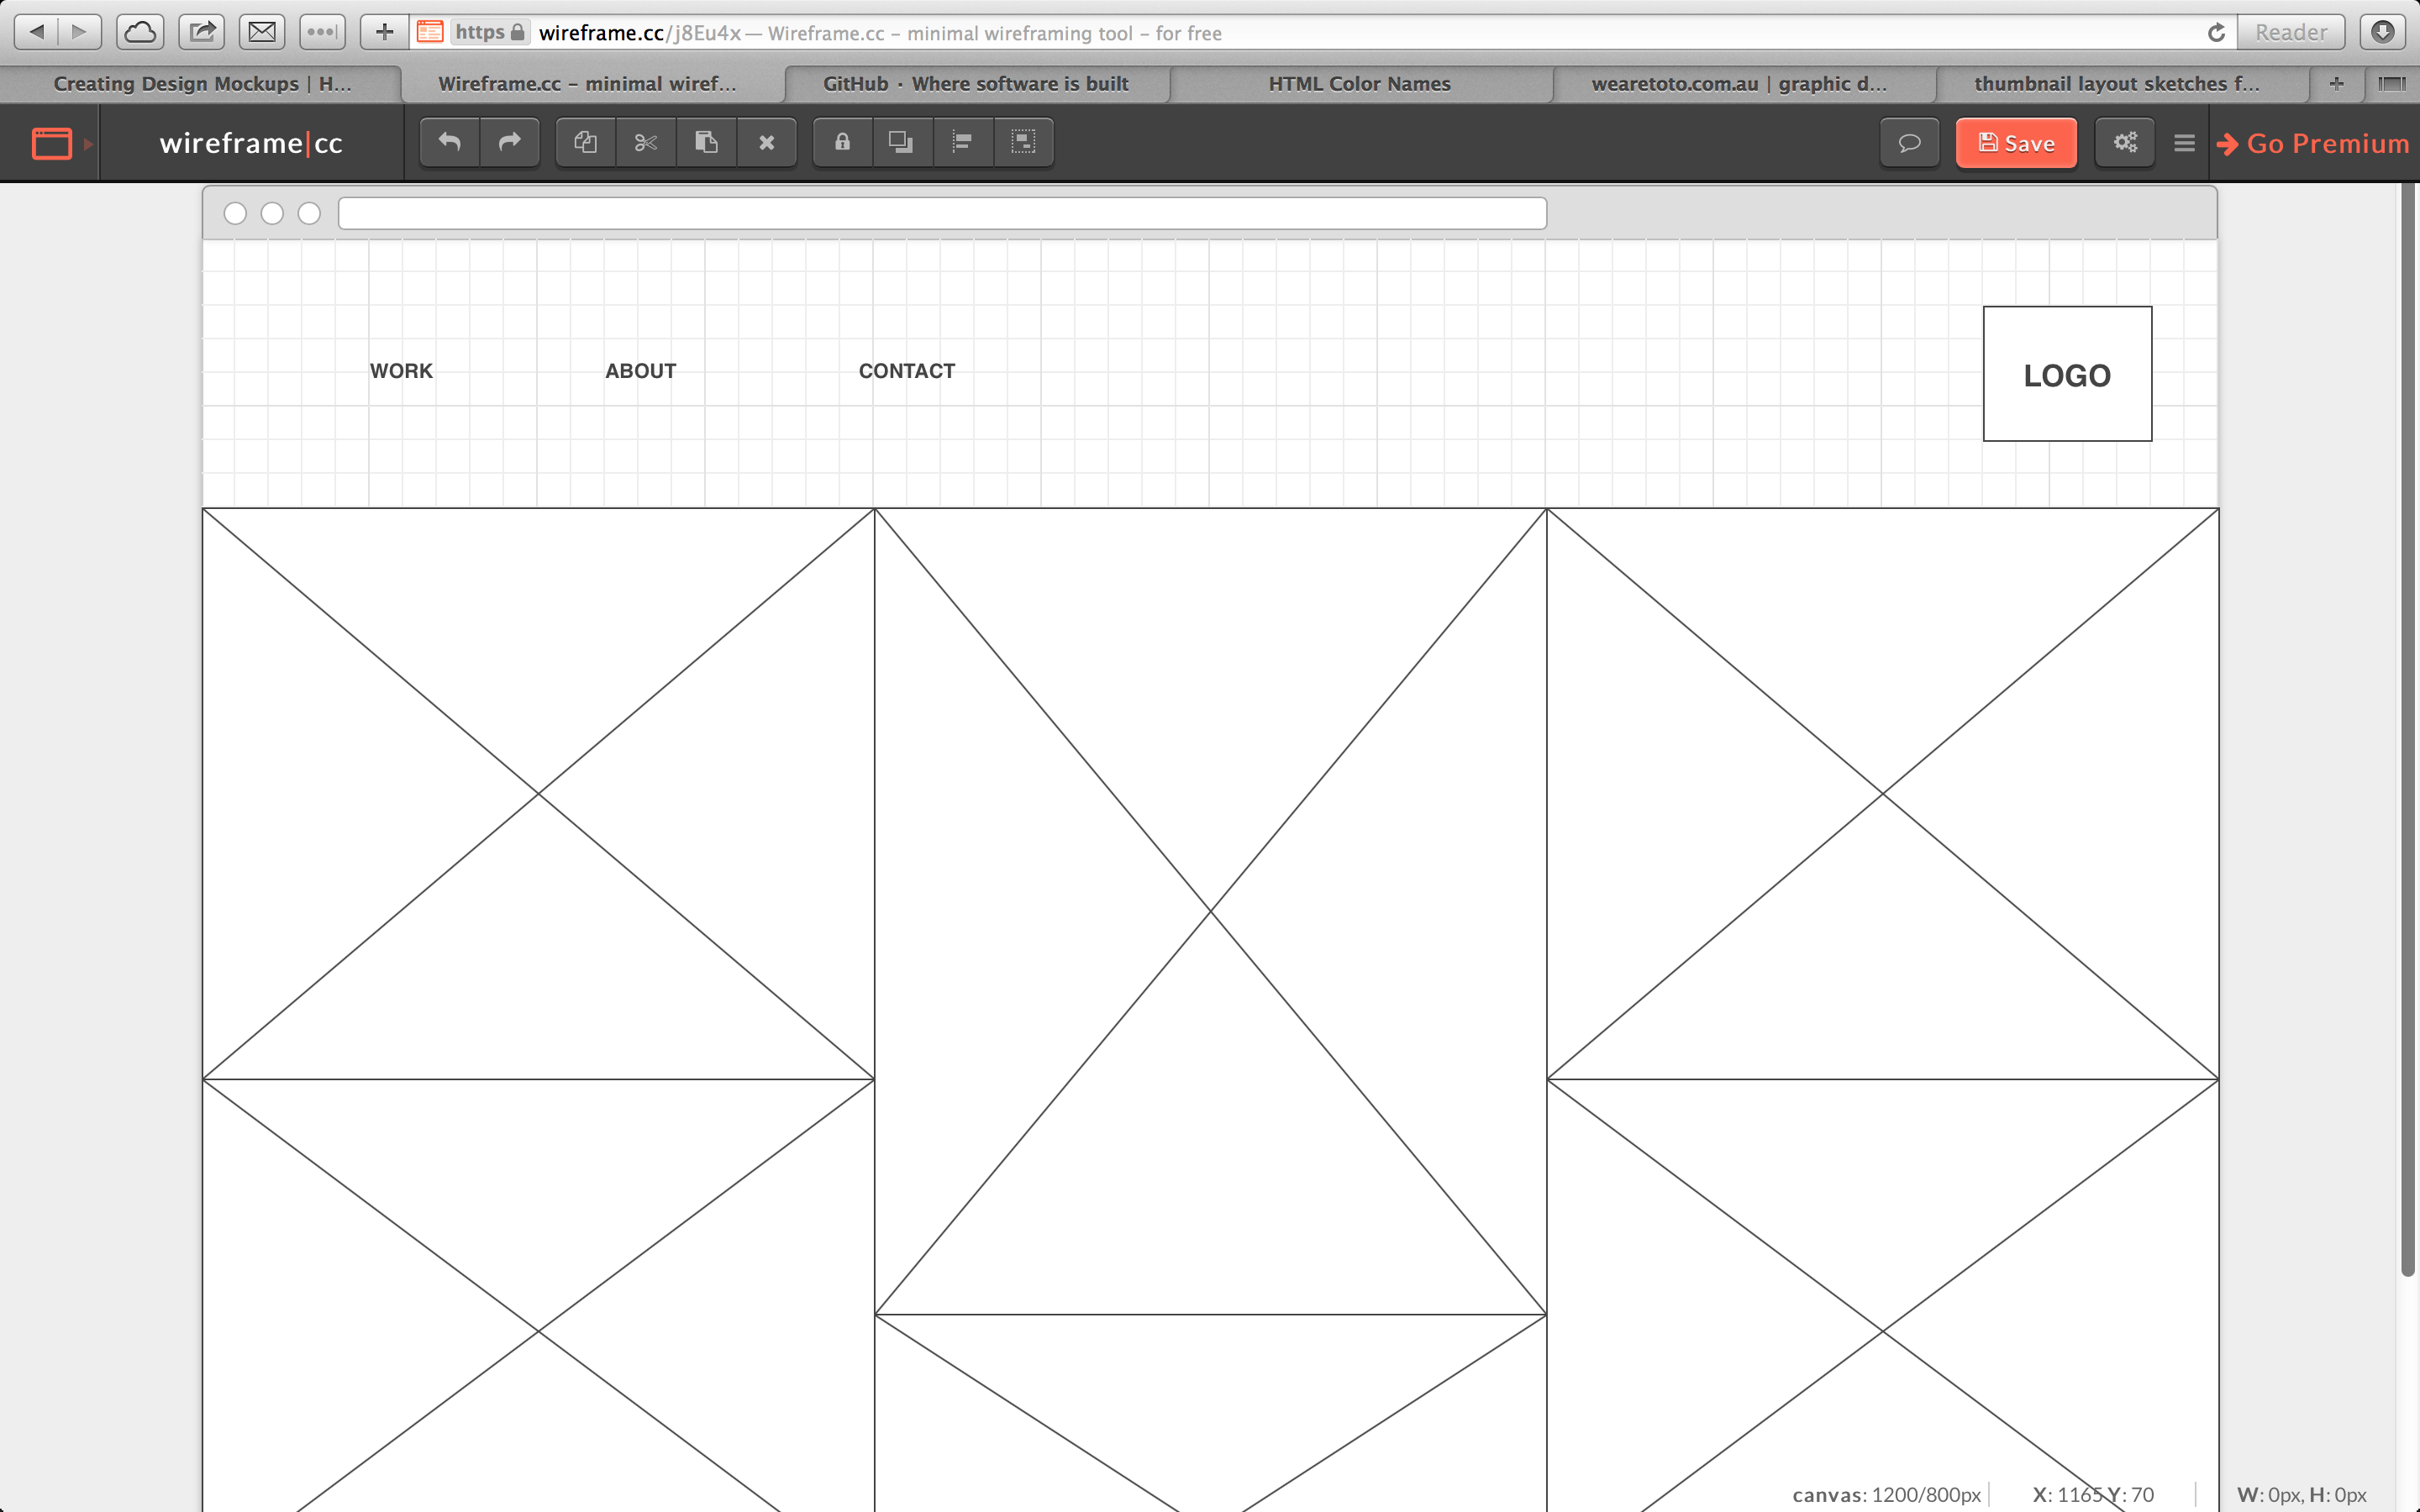 https wireframe.cc/j8Eu4x — Wireframe.cc – minimal wireframing tool – for free Reader
Creating Design Mockups | H... Wireframe.cc – minimal wiref... GitHub · Where software is built HTML Color Names wearetoto.com.au | graphic d... thumbnail layout sketches f...
wireframe|cc Save Go Premium
WORK ABOUT CONTACT LOGO
canvas: 1200/800px X: 1165 Y: 70 W: 0px, H: 0px